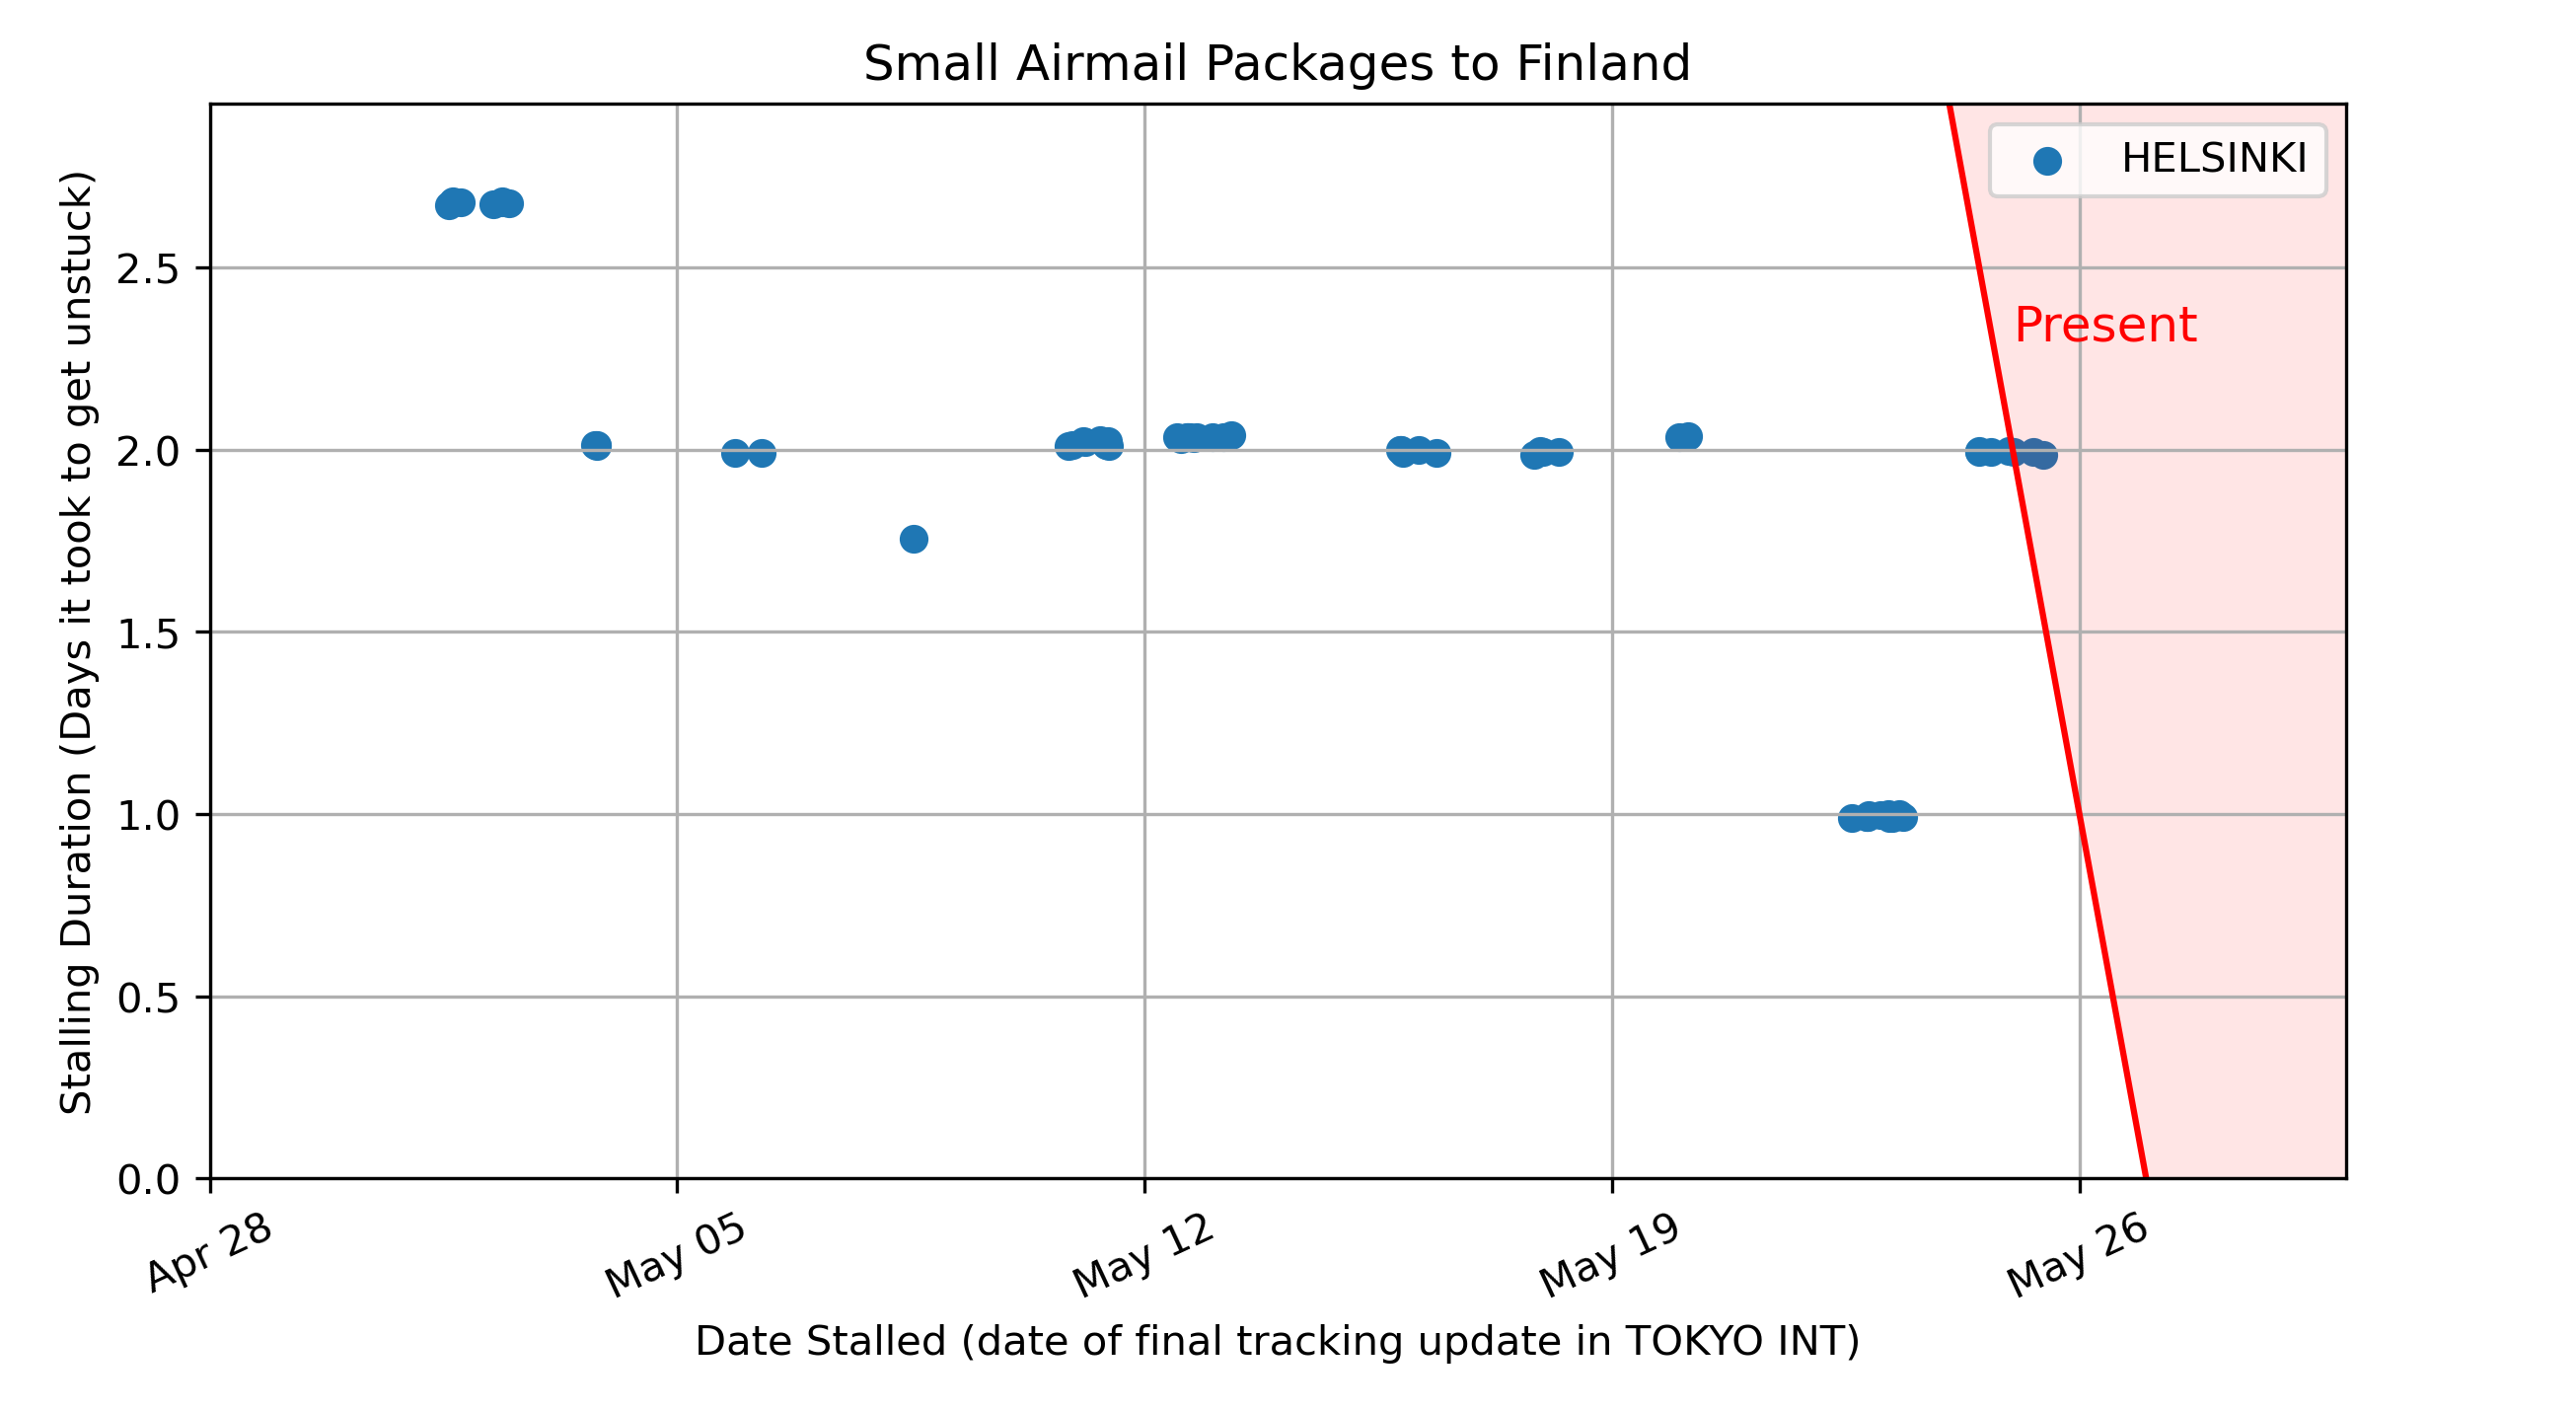 Small Airmail Packages to Finland
HELSINKI
Present
Stalling Duration (Days it took to get unstuck)
2.5
2.0
1.5
1.0
0.5
0.0
Apr 28
May 05
May 12
May 19
May 26
Date Stalled (date of final tracking update in TOKYO INT)